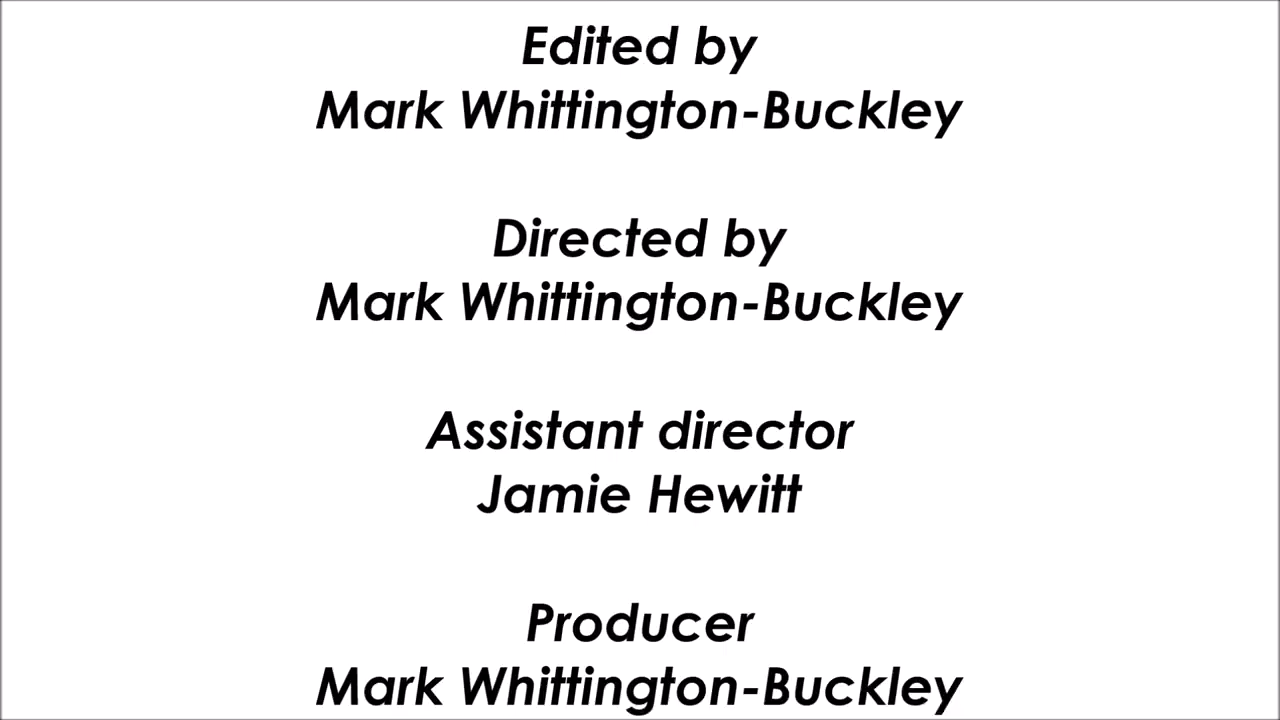 Edited by
Mark Whittington-Buckley
Directed by
Mark Whittington-Buckley
Assistant director
Jamie Hewitt
Producer
Mark Whittington-Buckley